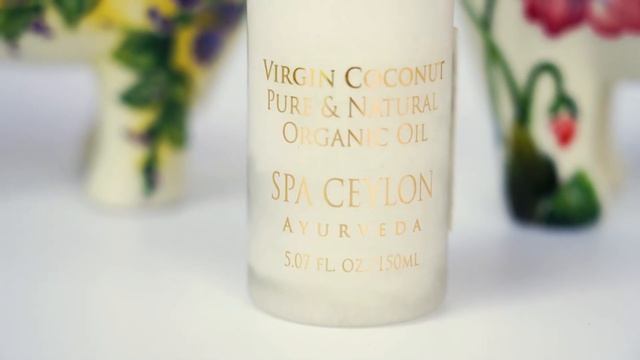 VIRGIN COCONUT
PURE & NATURAL
ORGANIC OIL
SPA CEYLON
AYURVEDA
5.07 FL. OZ. 150ML